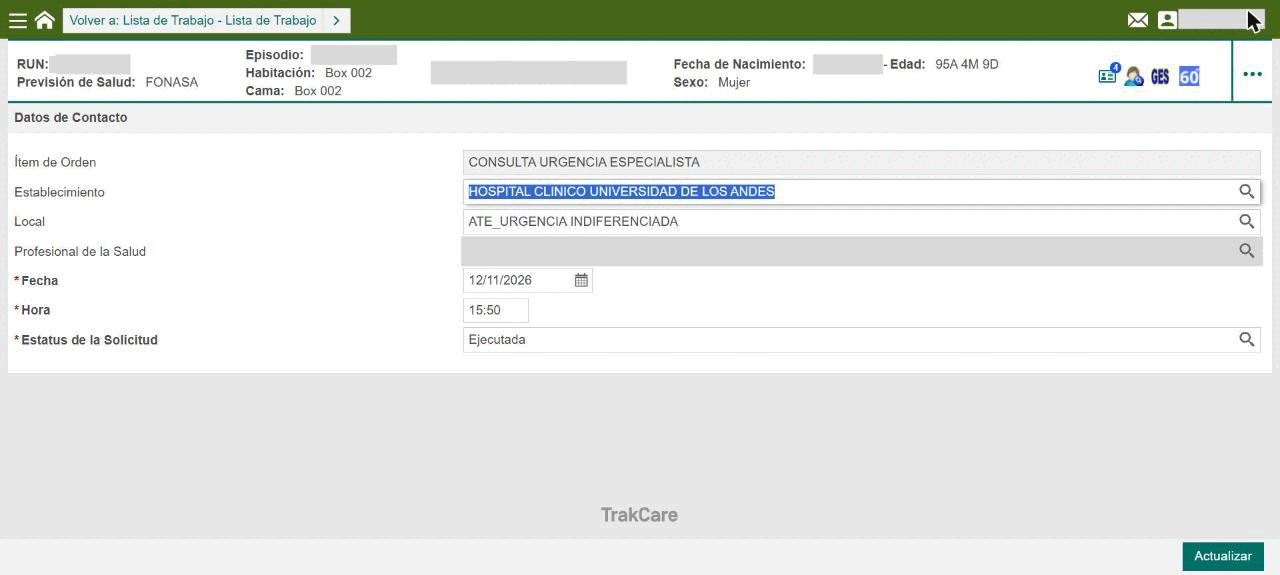 Volver a: Lista de Trabajo - Lista de Trabajo
RUN:
Previsión de Salud: FONASA
Episodio:
Habitación: Box 002
Cama: Box 002
Fecha de Nacimiento: - Edad: 95A 4M 9D
Sexo: Mujer
4
GES
60
Datos de Contacto
Ítem de Orden CONSULTA URGENCIA ESPECIALISTA
Establecimiento HOSPITAL CLINICO UNIVERSIDAD DE LOS ANDES
Local ATE_URGENCIA INDIFERENCIADA
Profesional de la Salud
*Fecha 12/11/2026
*Hora 15:50
*Estatus de la Solicitud Ejecutada
TrakCare
Actualizar